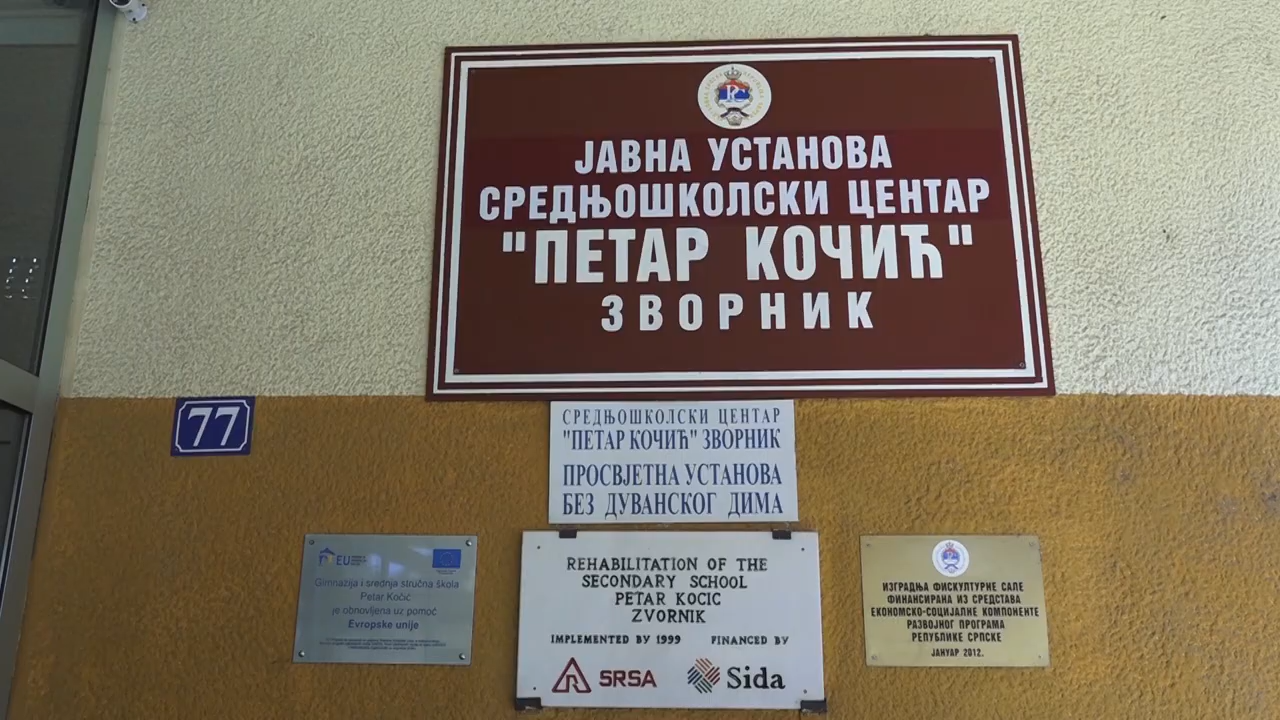 ЈАВНА УСТАНОВА
СРЕДЊОШКОЛСКИ ЦЕНТАР
"ПЕТАР КОЧИЋ"
ЗВОРНИК
77
СРЕДЊОШКОЛСКИ ЦЕНТАР
"ПЕТАР КОЧИЋ" ЗВОРНИК
ПРОСВЈЕТНА УСТАНОВА
БЕЗ ДУВАНСКОГ ДИМА
EU
Gimnazija i srednja stručna škola
Petar Kočić
je obnovljena uz pomoć
Evropske unije
REHABILITATION OF THE
SECONDARY SCHOOL
PETAR KOCIC
ZVORNIK
IMPLEMENTED BY 1999 FINANCED BY
SRSA Sida
ИЗГРАДЊА ФИСКУЛТУРНЕ САЛЕ
ФИНАНСИРАНА ИЗ СРЕДСТАВА
ЕКОНОМСКО-СОЦИЈАЛНЕ КОМПОНЕНТЕ
РАЗВОЈНОГ ПРОГРАМА
РЕПУБЛИКЕ СРПСКЕ
ЈАНУАР 2012.